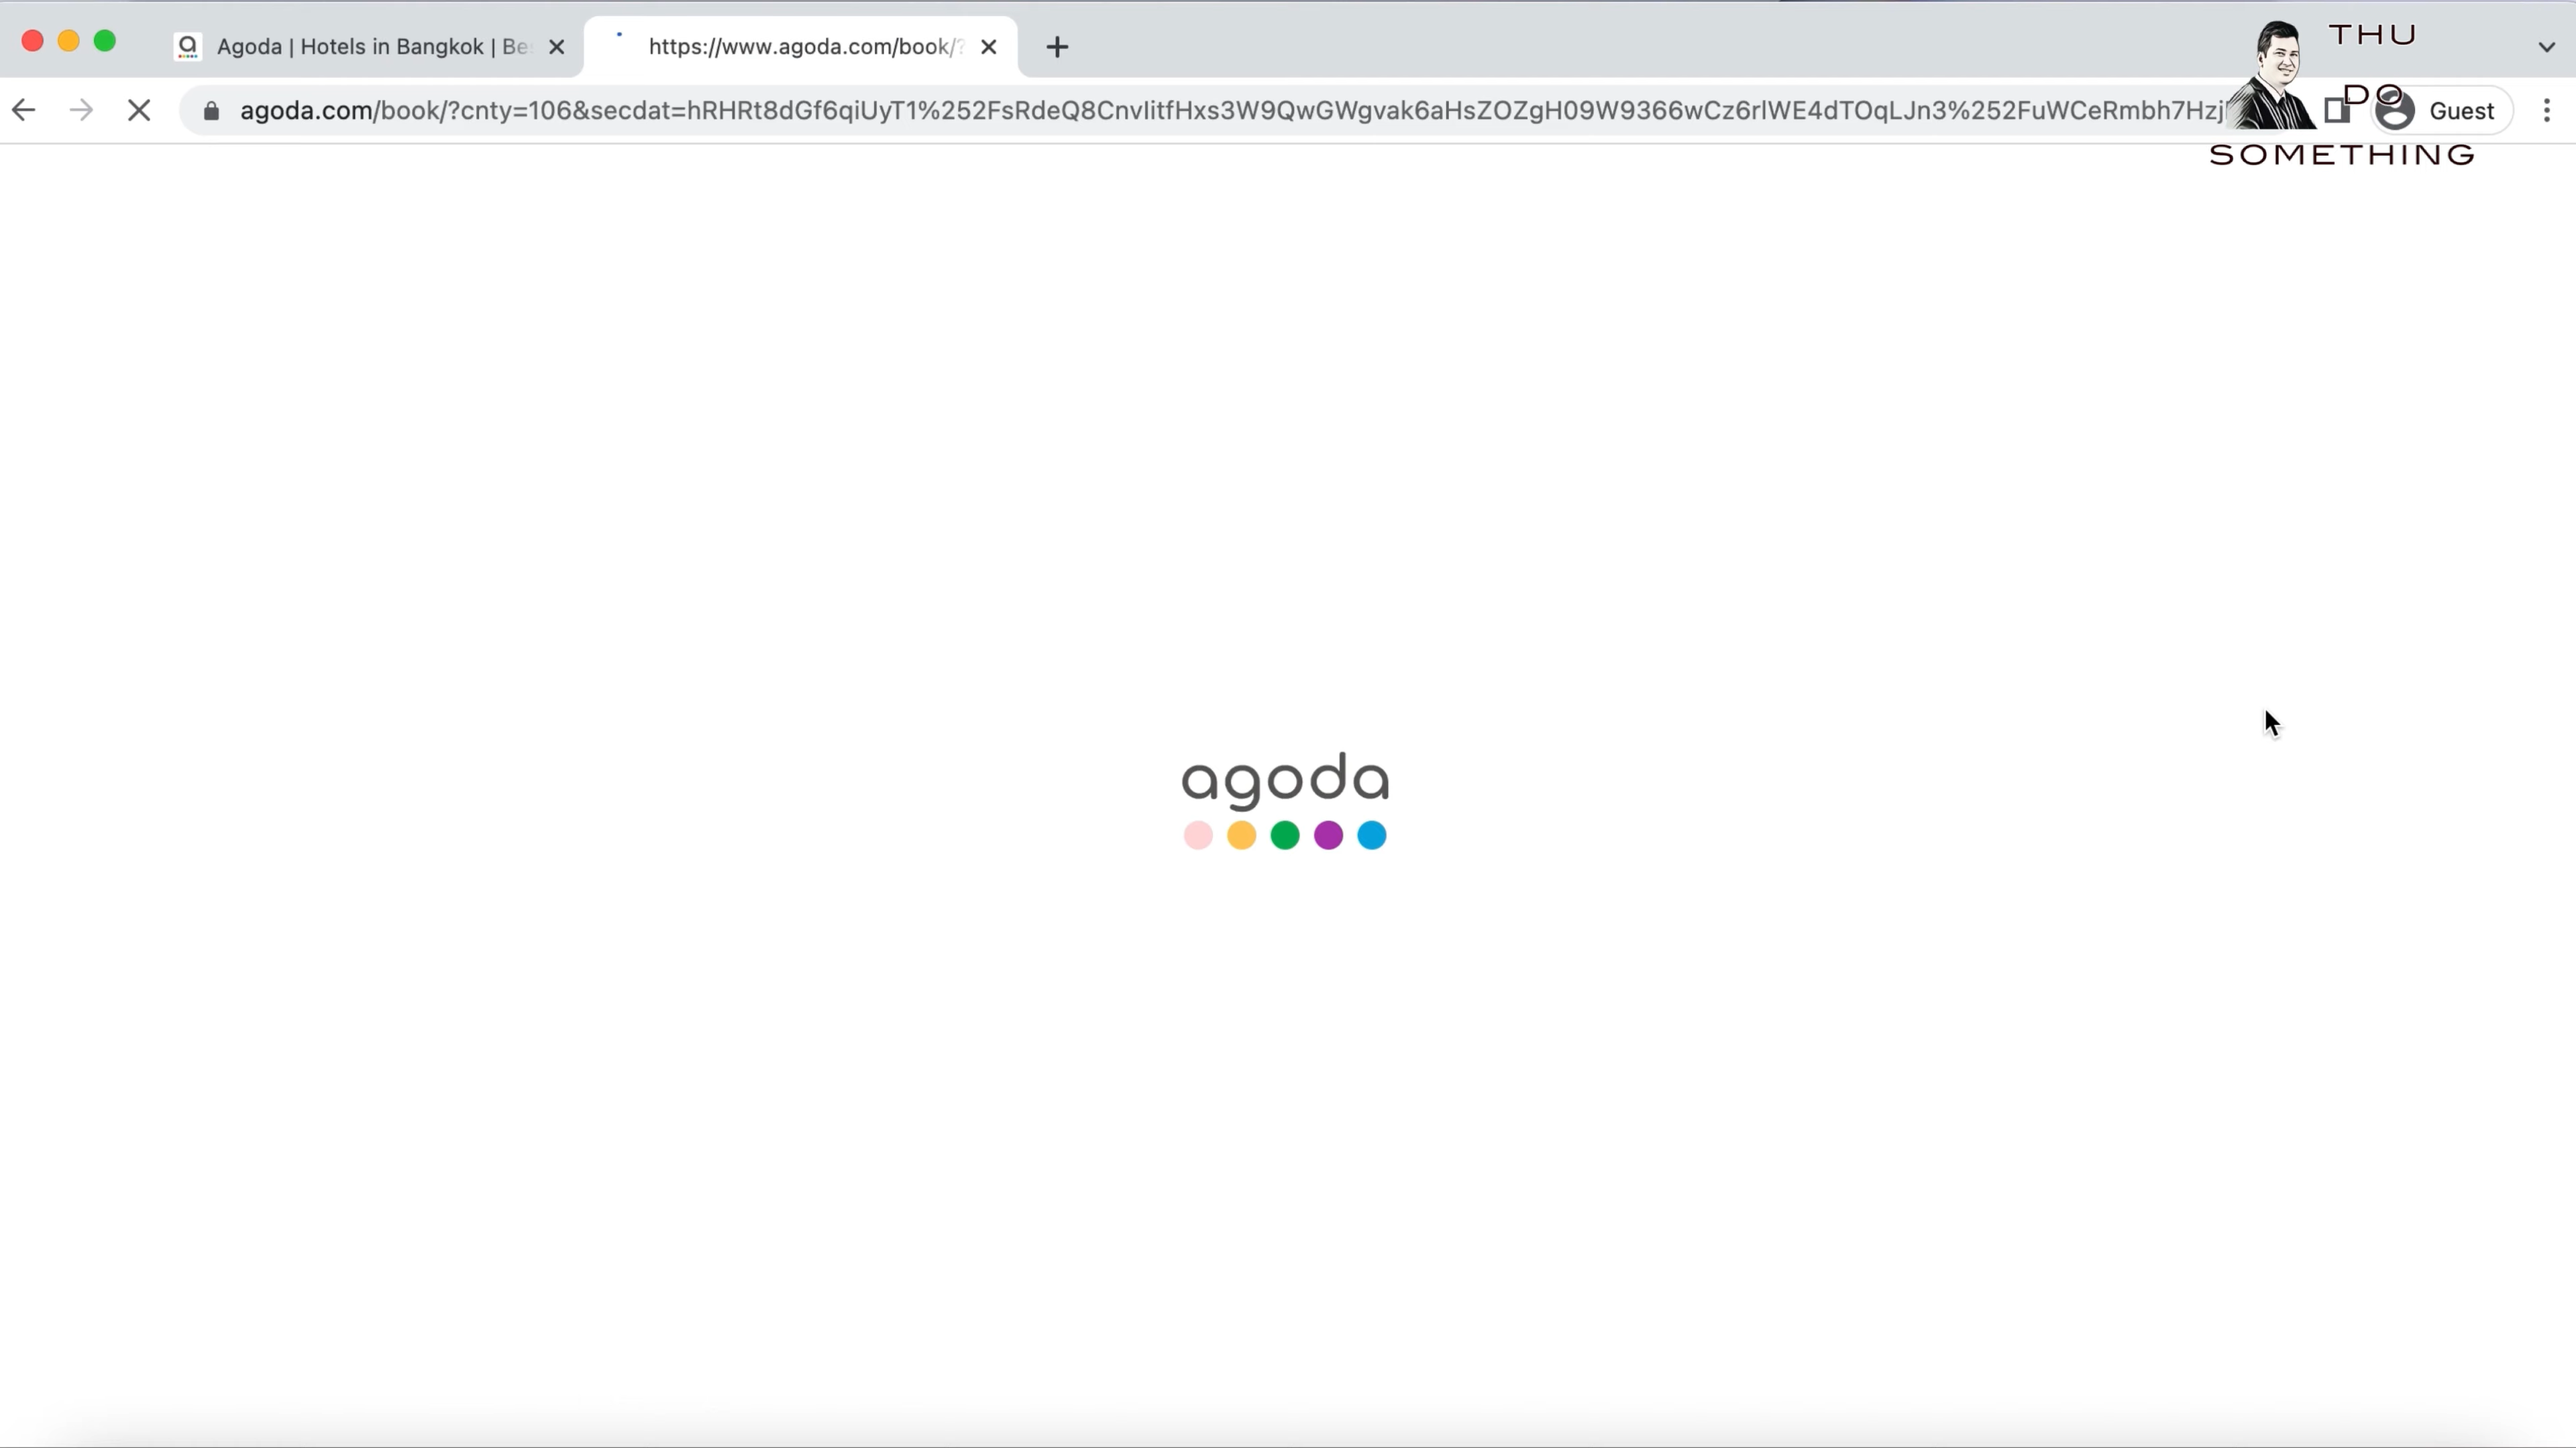 Agoda | Hotels in Bangkok | Be
https://www.agoda.com/book/?
THU
DO
SOMETHING
agoda.com/book/?cnty=106&secdat=hRHRt8dGf6qiUyT1%252FsRdeQ8CnvIitfHxs3W9QwGWgvak6aHsZOZgH09W9366wCz6rIWE4dTOqLJn3%252FuWCeRmbh7Hzj
Guest
agoda